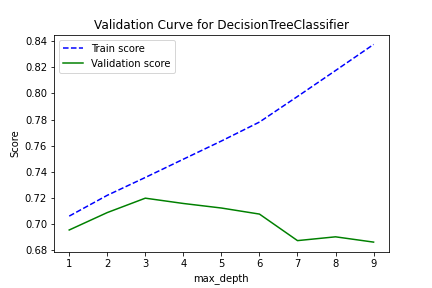 Validation Curve for DecisionTreeClassifier
0.84
0.82
0.80
0.78
0.76
0.74
0.72
0.70
0.68
Score
Train score
Validation score
1 2 3 4 5 6 7 8 9
max_depth